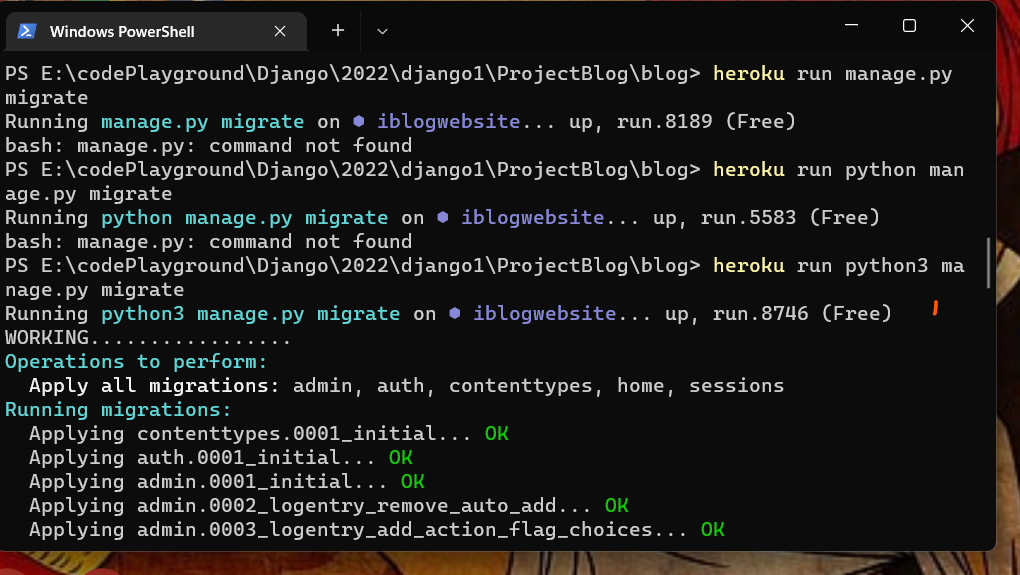 Windows PowerShell
PS E:\codePlayground\Django\2022\django1\ProjectBlog\blog> heroku run manage.py
migrate
Running manage.py migrate on ⬢ iblogwebsite... up, run.8189 (Free)
bash: manage.py: command not found
PS E:\codePlayground\Django\2022\django1\ProjectBlog\blog> heroku run python man
age.py migrate
Running python manage.py migrate on ⬢ iblogwebsite... up, run.5583 (Free)
bash: manage.py: command not found
PS E:\codePlayground\Django\2022\django1\ProjectBlog\blog> heroku run python3 ma
nage.py migrate
Running python3 manage.py migrate on ⬢ iblogwebsite... up, run.8746 (Free)
WORKING.................
Operations to perform:
  Apply all migrations: admin, auth, contenttypes, home, sessions
Running migrations:
  Applying contenttypes.0001_initial... OK
  Applying auth.0001_initial... OK
  Applying admin.0001_initial... OK
  Applying admin.0002_logentry_remove_auto_add... OK
  Applying admin.0003_logentry_add_action_flag_choices... OK